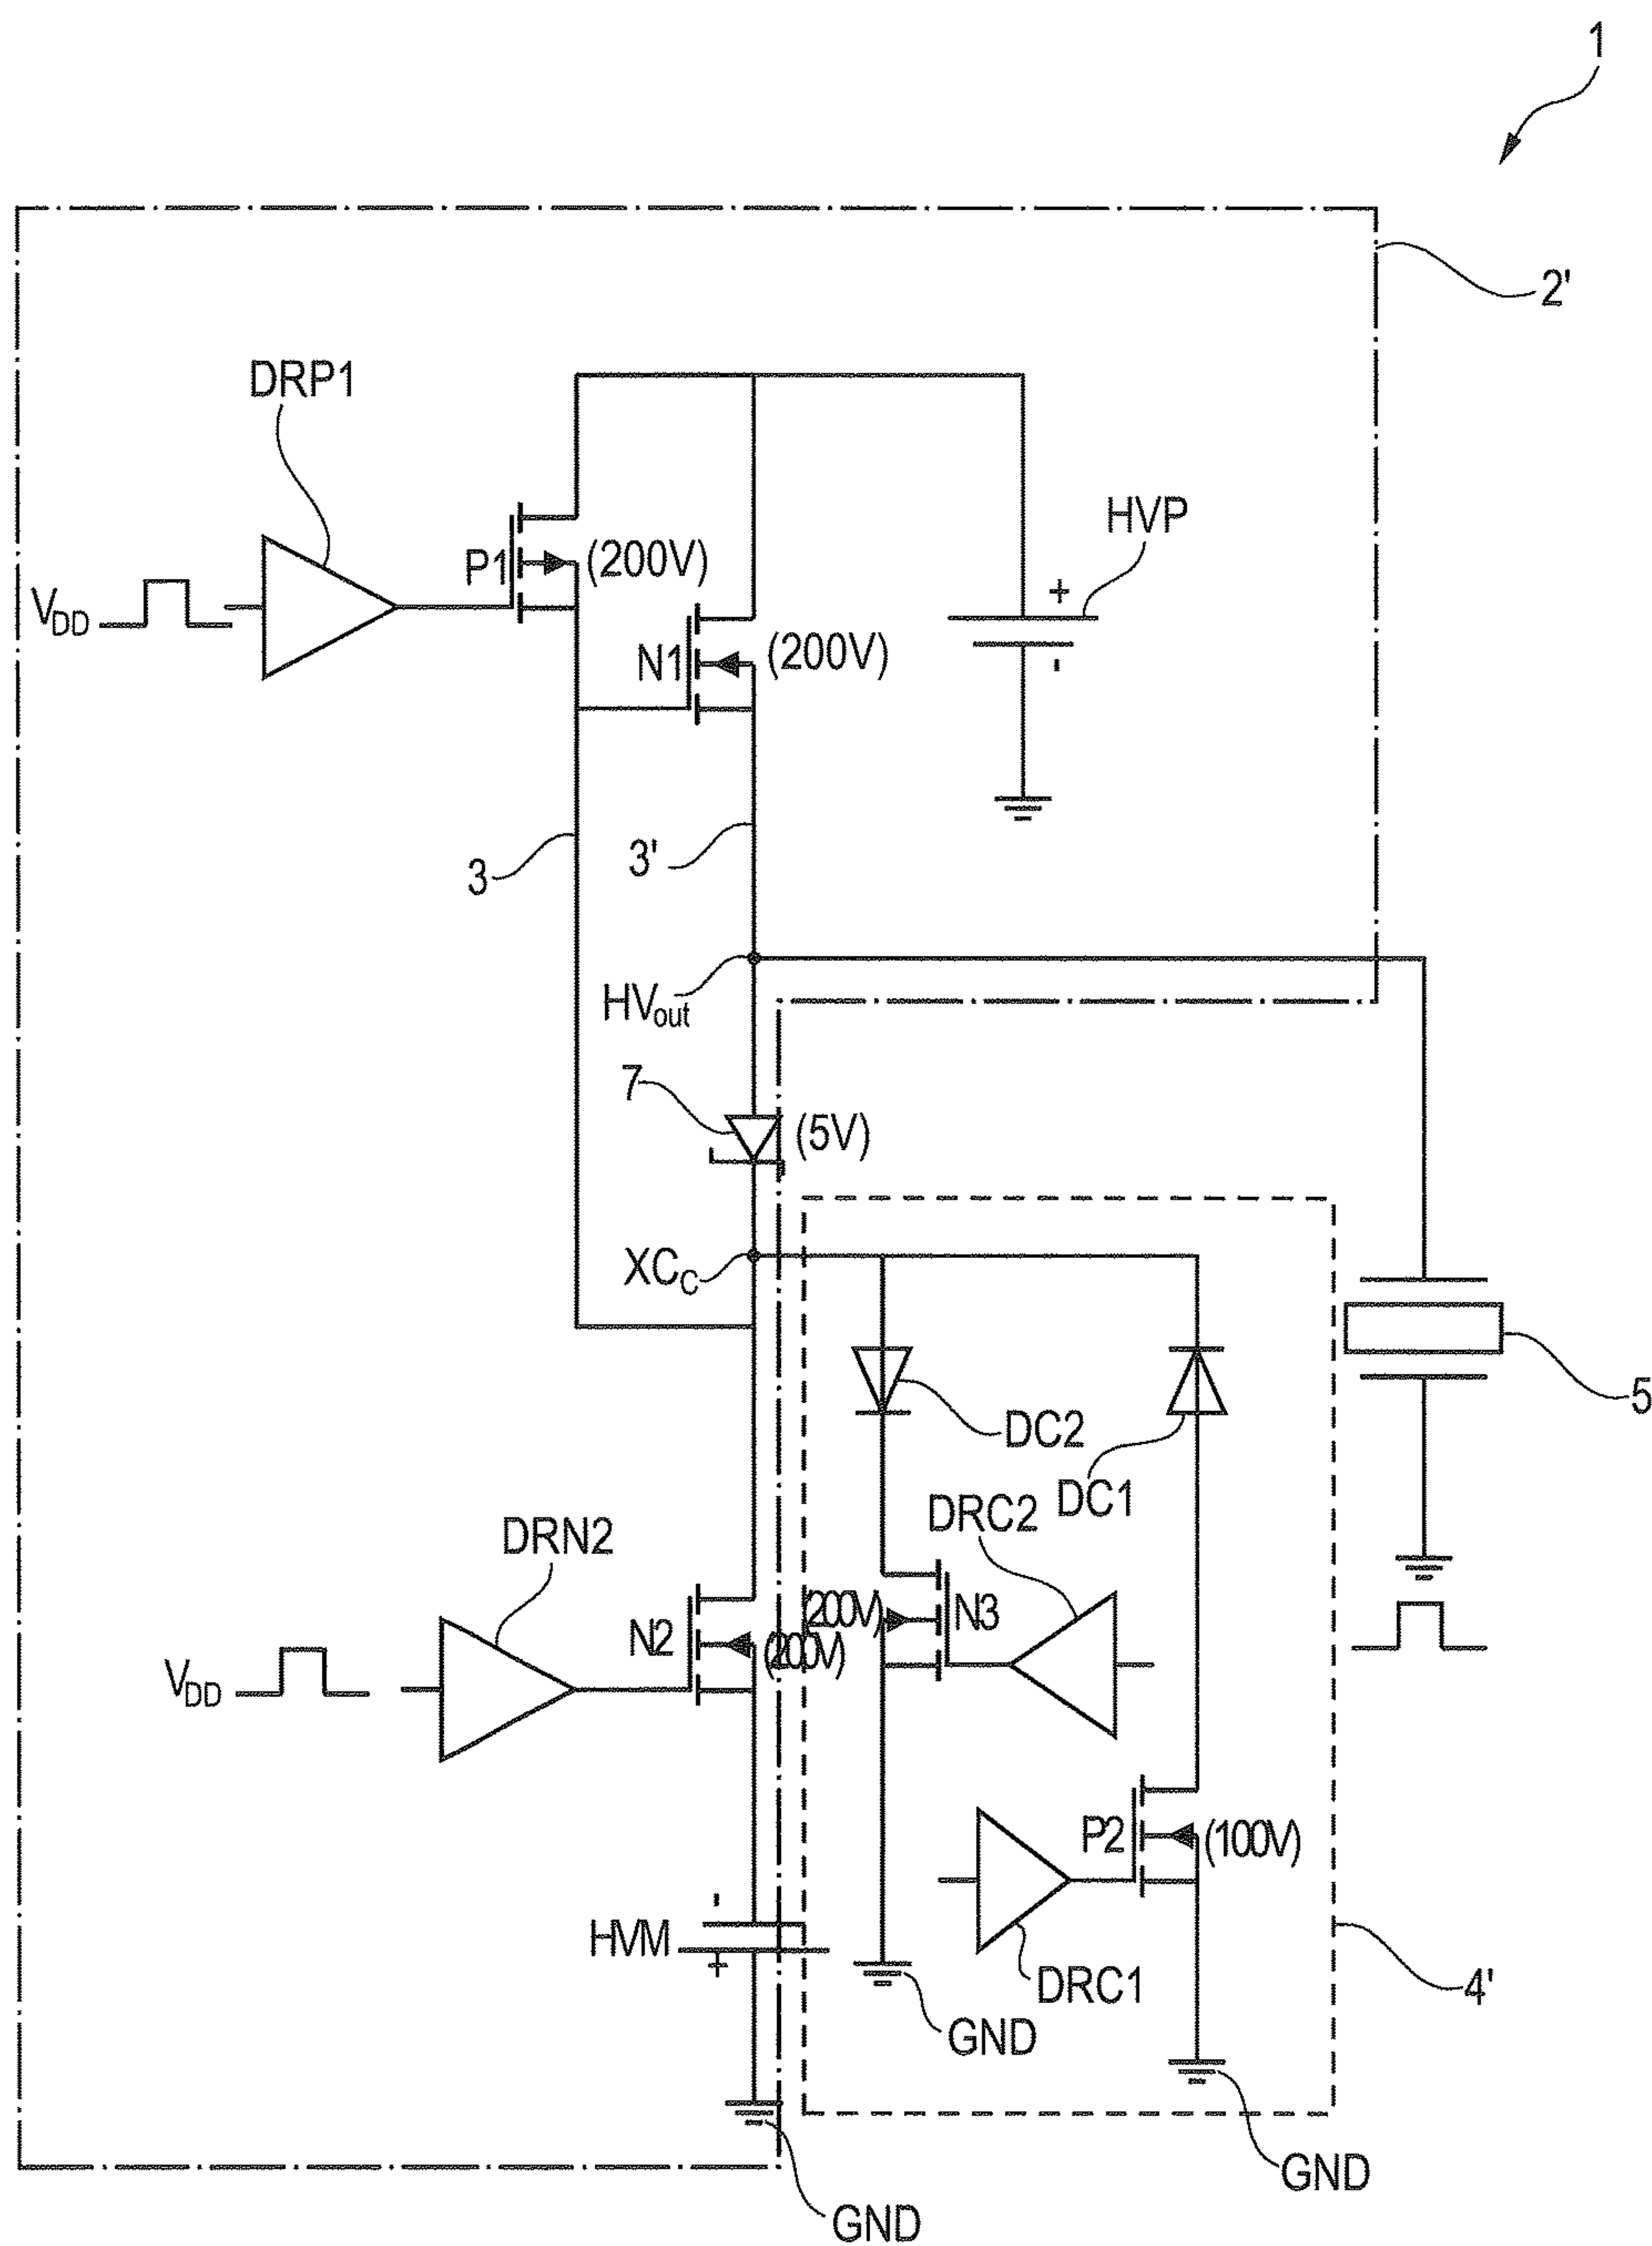 1
2'
DRP1
HVP
+
-
P1
(200V)
VDD
N1
(200V)
3
3'
HVout
7
(5V)
XCC
5
DC2
DC1
DRC2
DRN2
(200V)
N3
N2
(200V)
VDD
P2
(100V)
-
HVM
+
DRC1
4'
GND
GND
GND